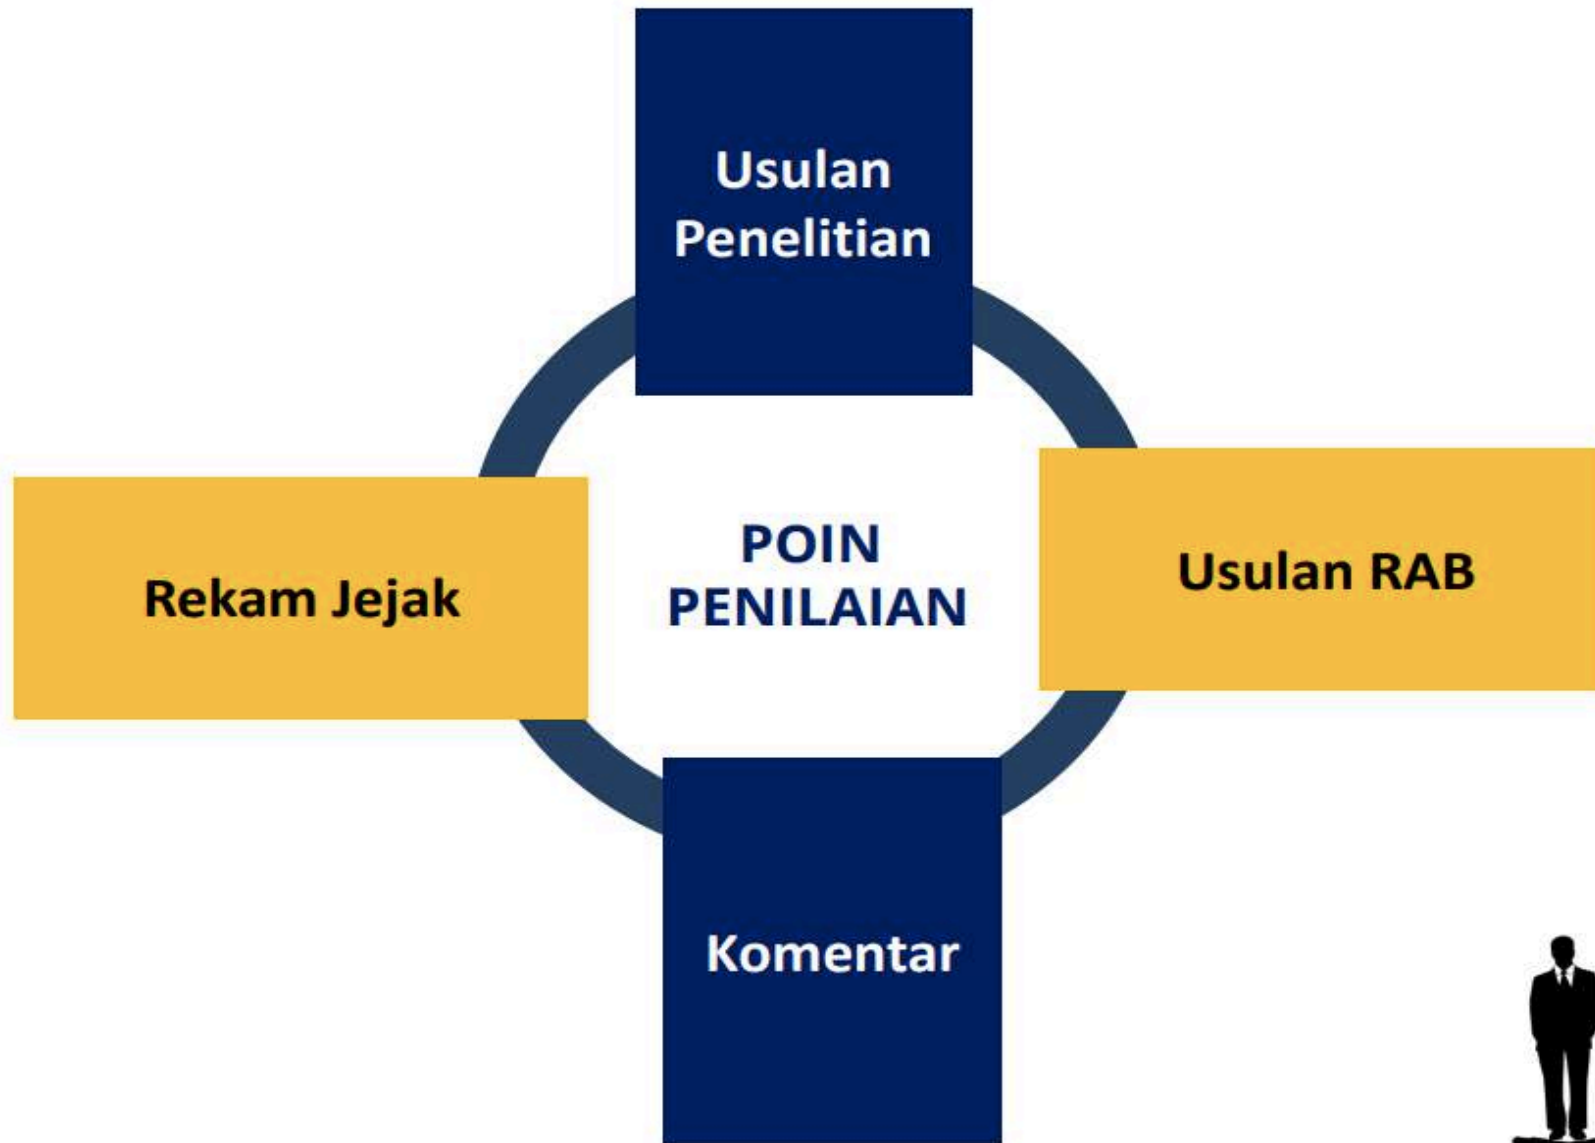 Usulan
Penelitian
Rekam Jejak
POIN
PENILAIAN
Usulan RAB
Komentar